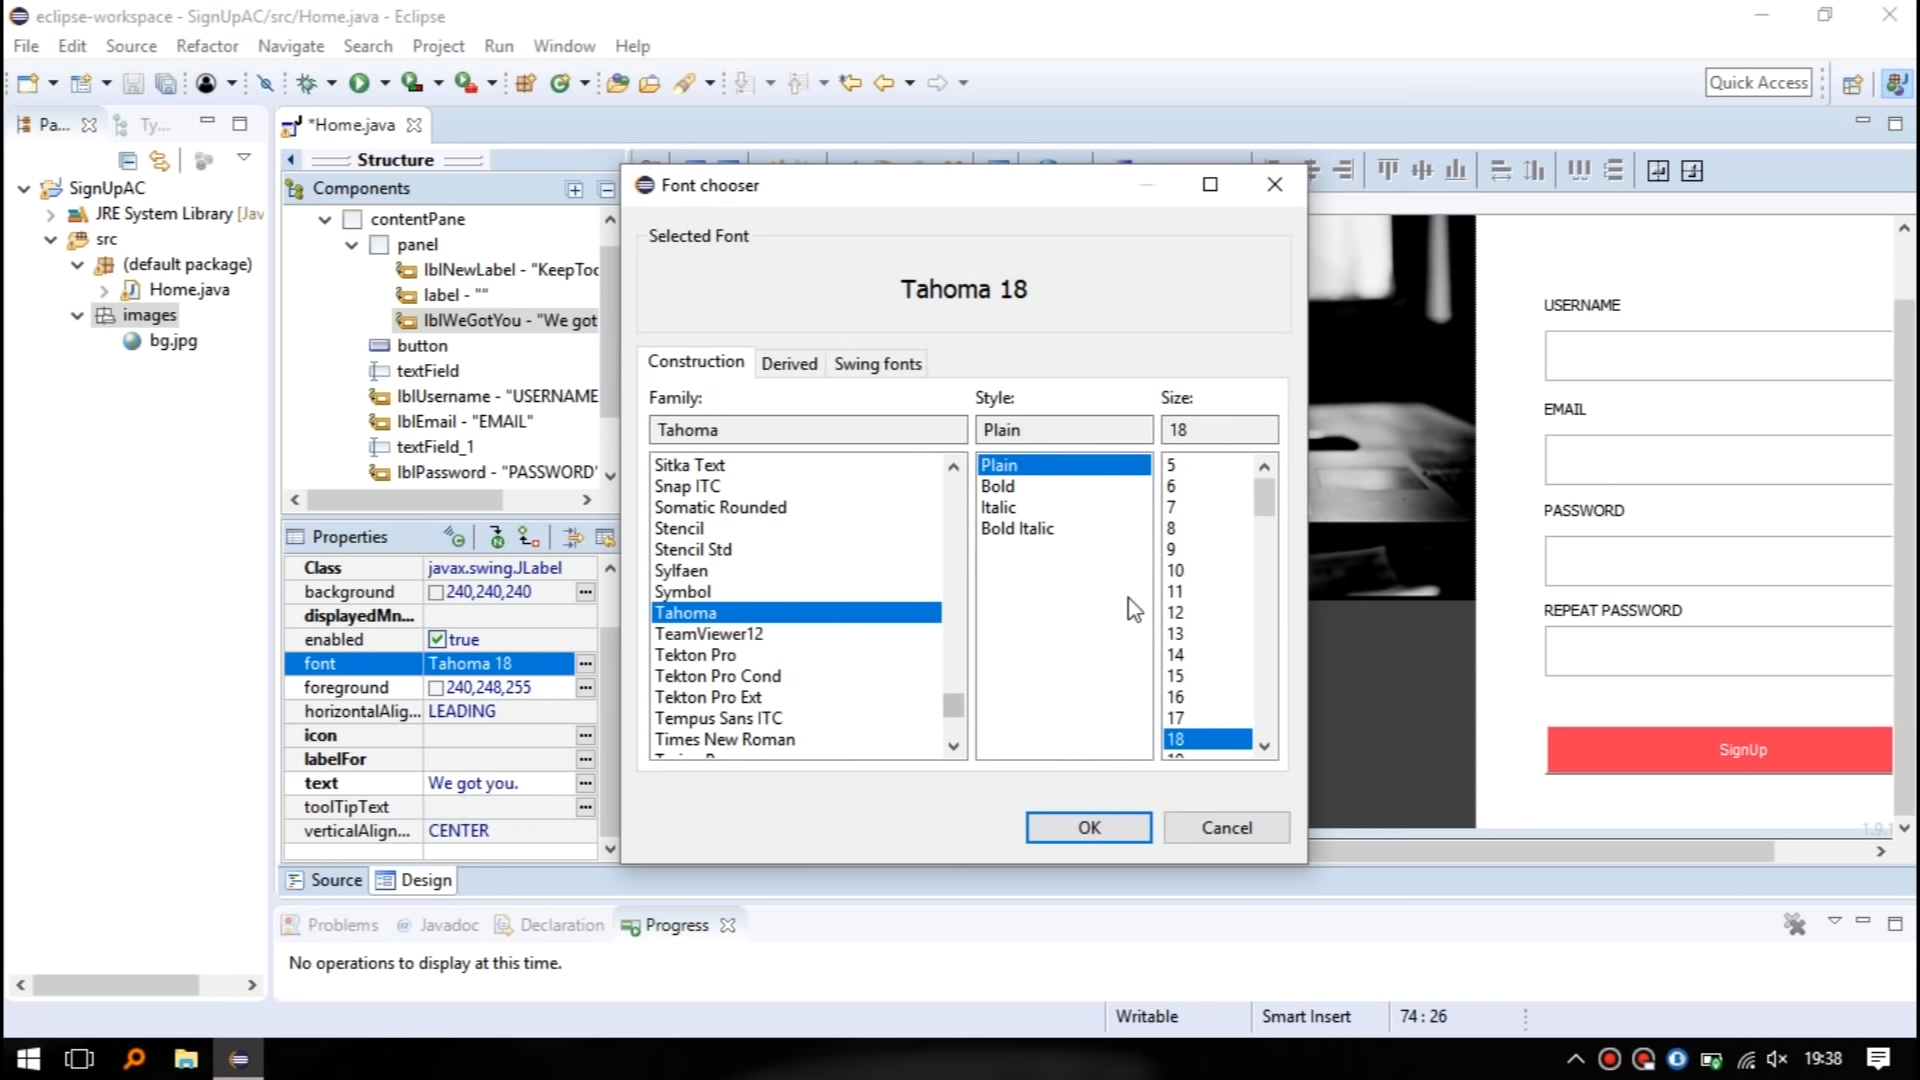 eclipse-workspace - SignUpAC/src/Home.java - Eclipse
File Edit Source Refactor Navigate Search Project Run Window Help
Quick Access
Pa... Ty...
*Home.java
Structure
SignUpAC
JRE System Library [Jav
src
(default package)
Home.java
images
bg.jpg
Components
contentPane
panel
lblNewLabel - "KeepToo
label - ""
lblWeGotYou - "We got
button
textField
lblUsername - "USERNAME
lblEmail - "EMAIL"
textField_1
lblPassword - "PASSWORD"
Properties
Class javax.swing.JLabel
background 240,240,240
displayedMn...
enabled true
font Tahoma 18
foreground 240,248,255
horizontalAlig... LEADING
icon
labelFor
text We got you.
toolTipText
verticalAlign... CENTER
Source Design
Font chooser
Selected Font
Tahoma 18
Construction Derived Swing fonts
Family: Style: Size:
Tahoma Plain 18
Sitka Text
Snap ITC
Somatic Rounded
Stencil
Stencil Std
Sylfaen
Symbol
Tahoma
TeamViewer12
Tekton Pro
Tekton Pro Cond
Tekton Pro Ext
Tempus Sans ITC
Times New Roman
Plain
Bold
Italic
Bold Italic
5
6
7
8
9
10
11
12
13
14
15
16
17
18
OK Cancel
USERNAME
EMAIL
PASSWORD
REPEAT PASSWORD
SignUp
Problems Javadoc Declaration Progress
No operations to display at this time.
Writable Smart Insert 74 : 26
19:38